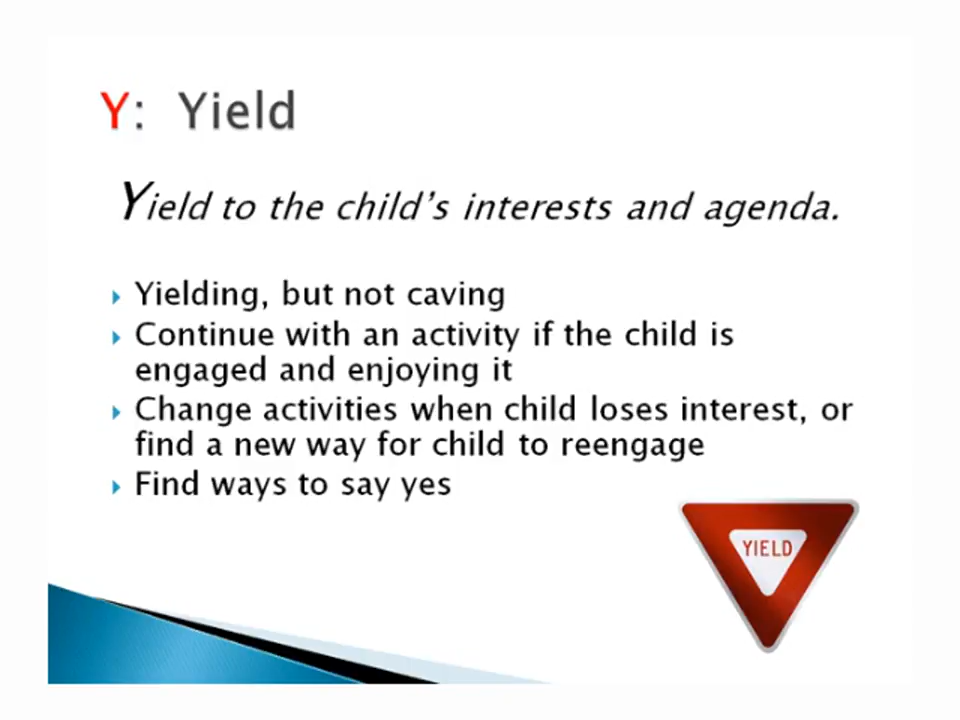 Y: Yield
Yield to the child's interests and agenda.
Yielding, but not caving
Continue with an activity if the child is
engaged and enjoying it
Change activities when child loses interest, or
find a new way for child to reengage
Find ways to say yes
YIELD